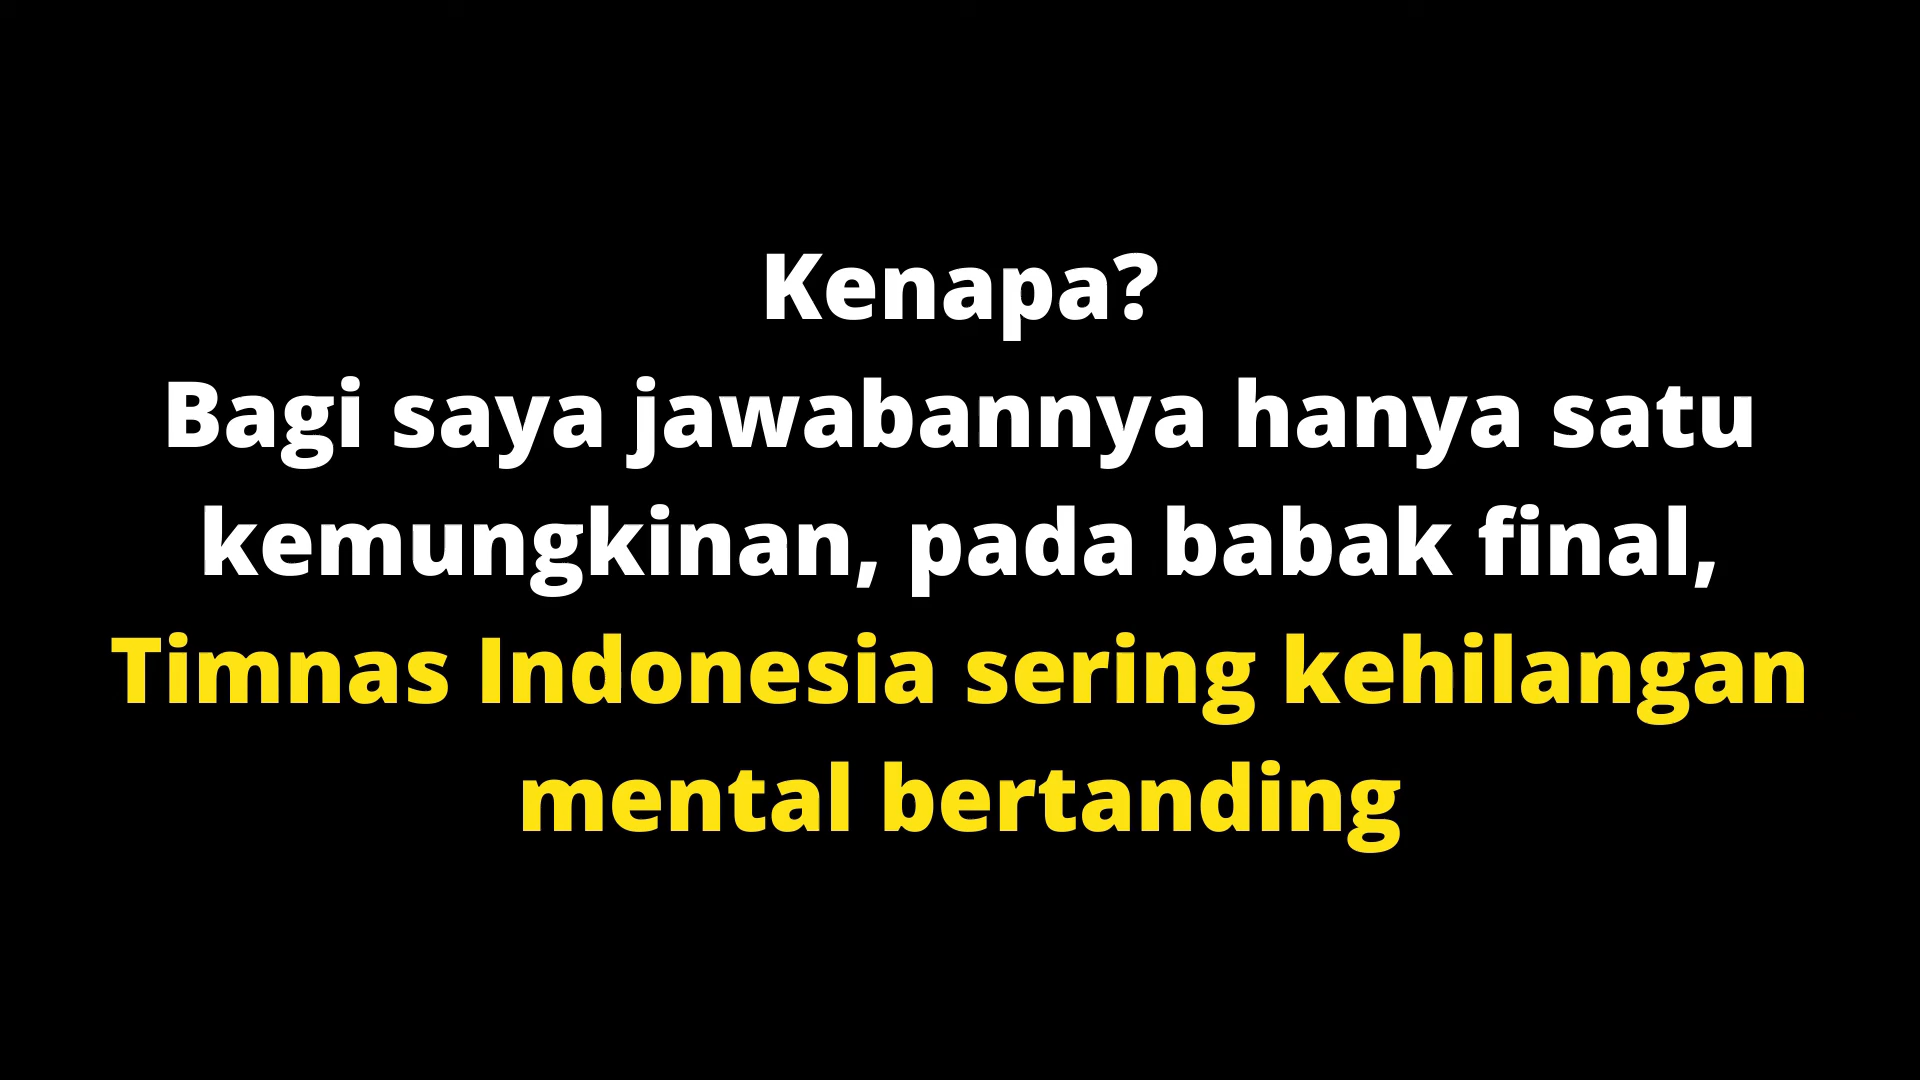 Kenapa?
Bagi saya jawabannya hanya satu
kemungkinan, pada babak final,
Timnas Indonesia sering kehilangan
mental bertanding